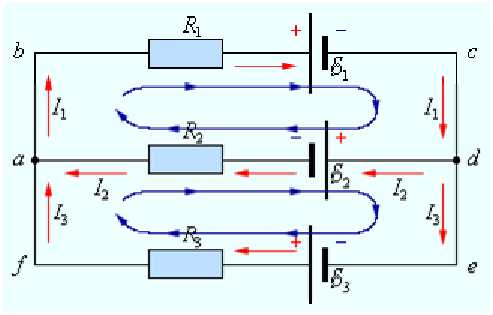 R₁ + −
b c
ℰ₁
I₁ I₁
R₂ − +
a d
I₂ ℰ₂ I₂
I₃ I₃
R₃ + −
f e
ℰ₃